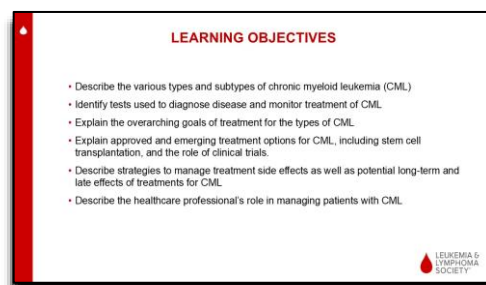 LEARNING OBJECTIVES
• Describe the various types and subtypes of chronic myeloid leukemia (CML)
• Identify tests used to diagnose disease and monitor treatment of CML
• Explain the overarching goals of treatment for the types of CML
• Explain approved and emerging treatment options for CML, including stem cell
transplantation, and the role of clinical trials.
• Describe strategies to manage treatment side effects as well as potential long-term and
late effects of treatments for CML
• Describe the healthcare professional's role in managing patients with CML
LEUKEMIA &
LYMPHOMA
SOCIETY